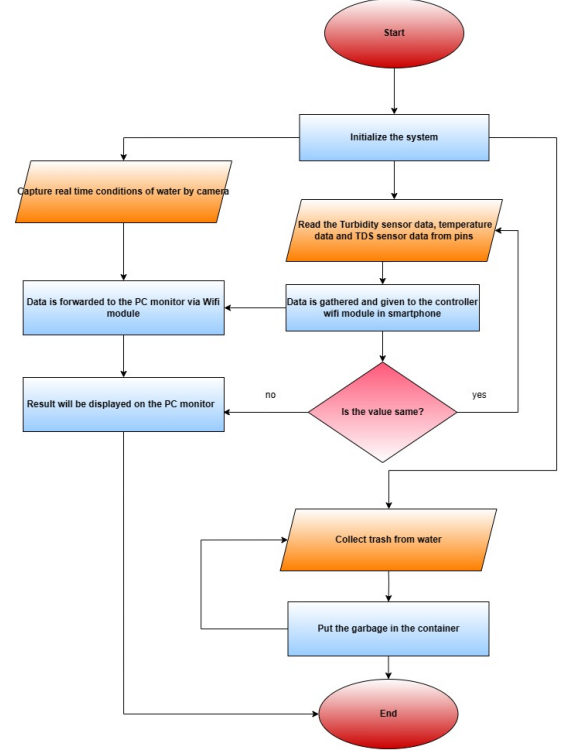 Start
Initialize the system
Capture real time conditions of water by camera
Read the Turbidity sensor data, temperature
data and TDS sensor data from pins
Data is forwarded to the PC monitor via Wifi
module
Data is gathered and given to the controller
wifi module in smartphone
no
yes
Result will be displayed on the PC monitor
Is the value same?
Collect trash from water
Put the garbage in the container
End